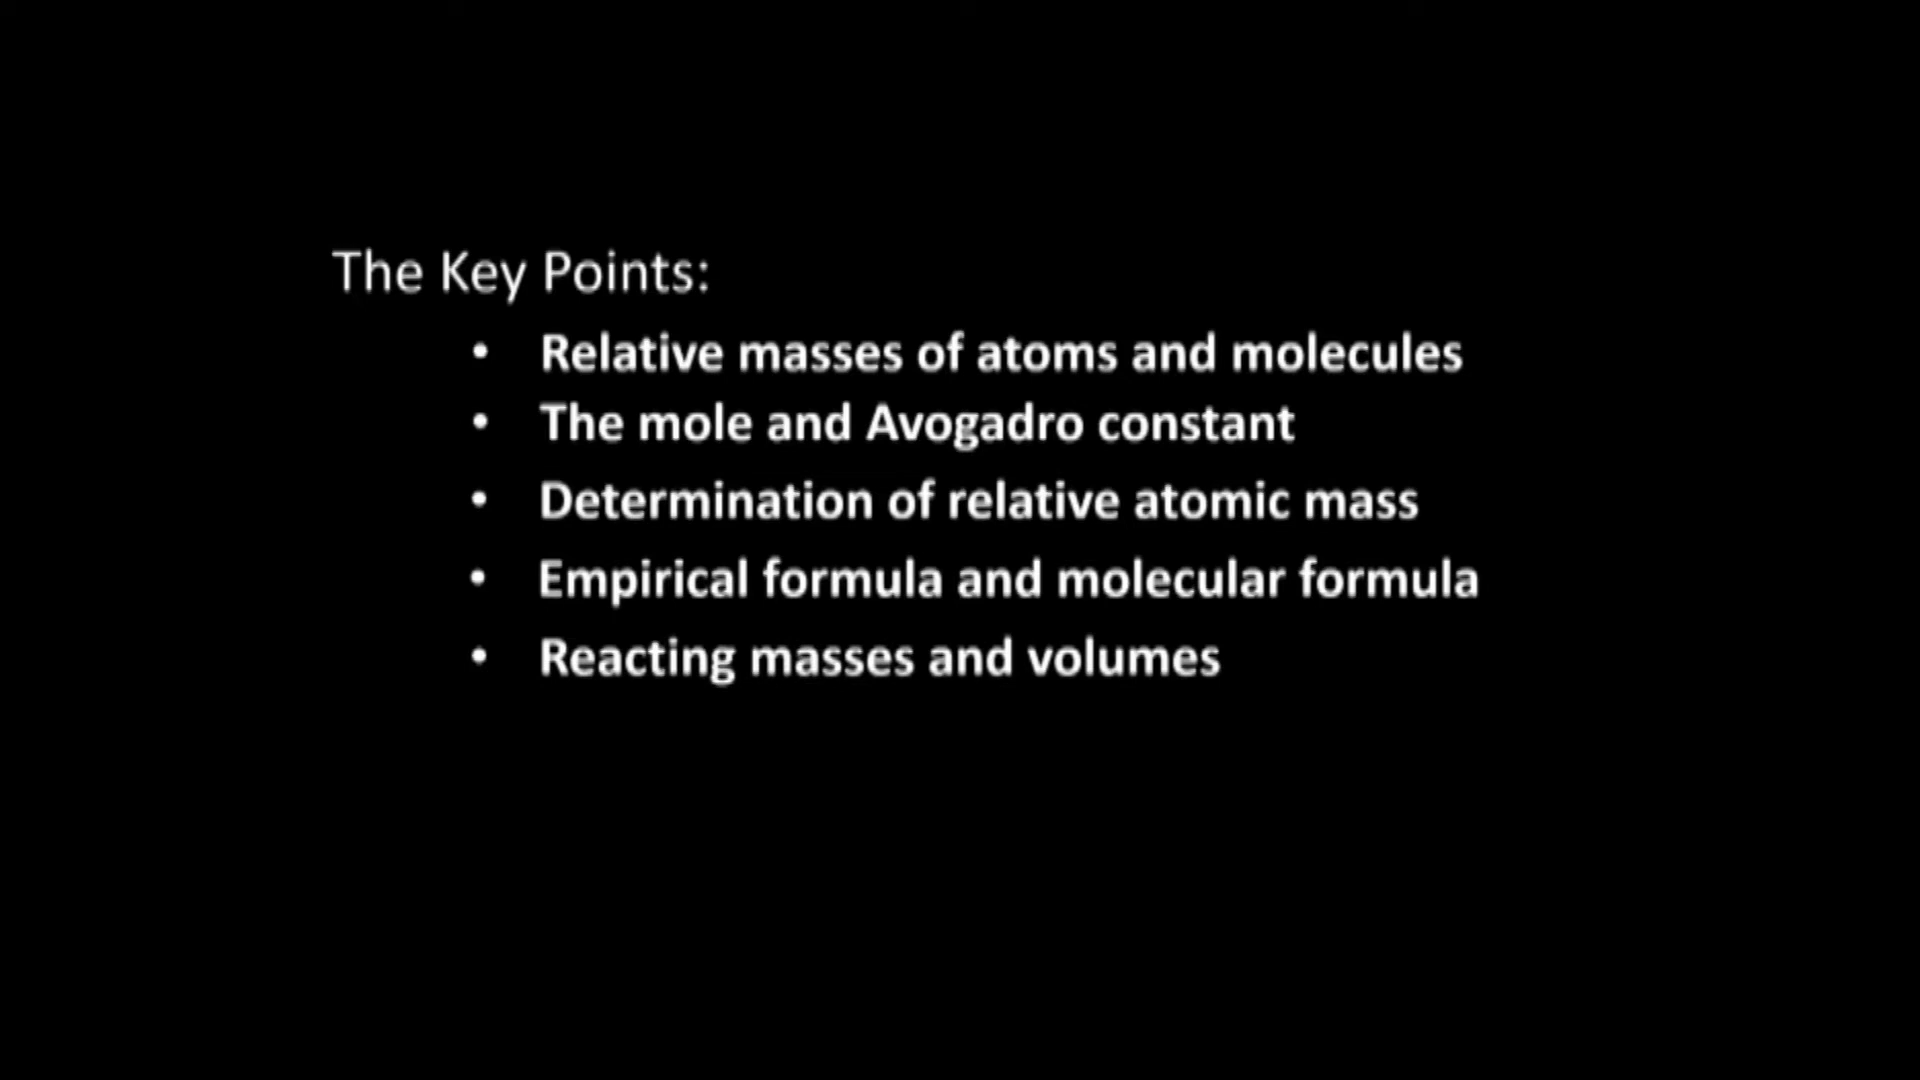 The Key Points:
• Relative masses of atoms and molecules
• The mole and Avogadro constant
• Determination of relative atomic mass
• Empirical formula and molecular formula
• Reacting masses and volumes